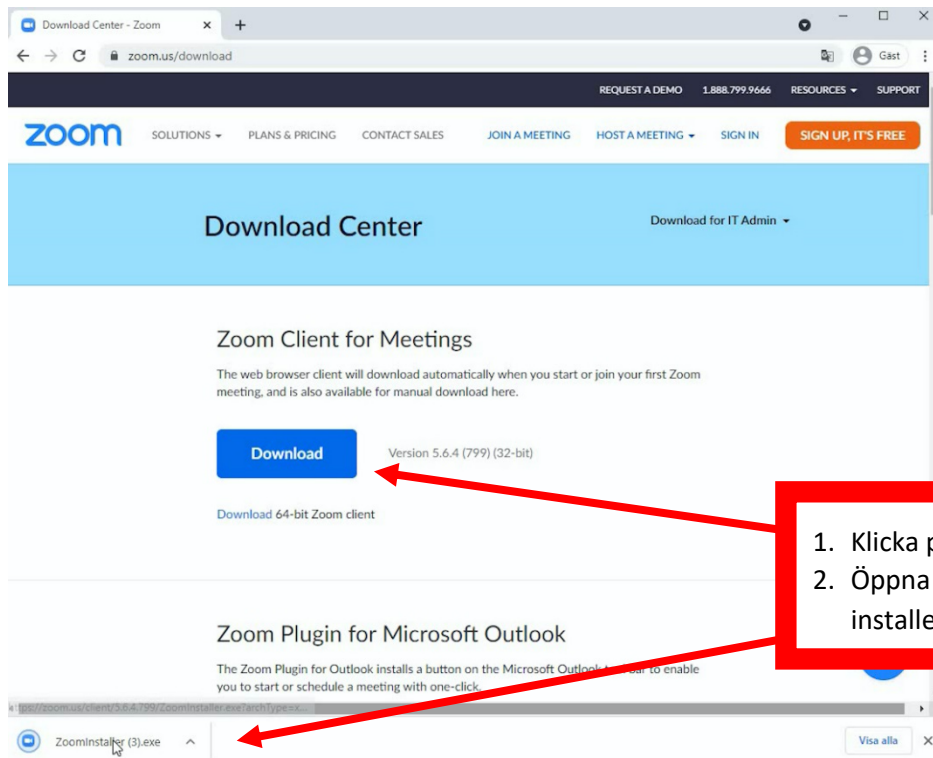 Download Center - Zoom
zoom.us/download
Gäst
REQUEST A DEMO 1.888.799.9666 RESOURCES SUPPORT
zoom SOLUTIONS PLANS & PRICING CONTACT SALES JOIN A MEETING HOST A MEETING SIGN IN SIGN UP, IT'S FREE
Download Center Download for IT Admin
Zoom Client for Meetings
The web browser client will download automatically when you start or join your first Zoom
meeting, and is also available for manual download here.
Download Version 5.6.4 (799) (32-bit)
Download 64-bit Zoom client
1. Klicka
2. Öppna
Zoom Plugin for Microsoft Outlook
The Zoom Plugin for Outlook installs a button on the Microsoft Outlook to enable
you to start or schedule a meeting with one-click.
ZoomInstaller (3).exe Visa alla